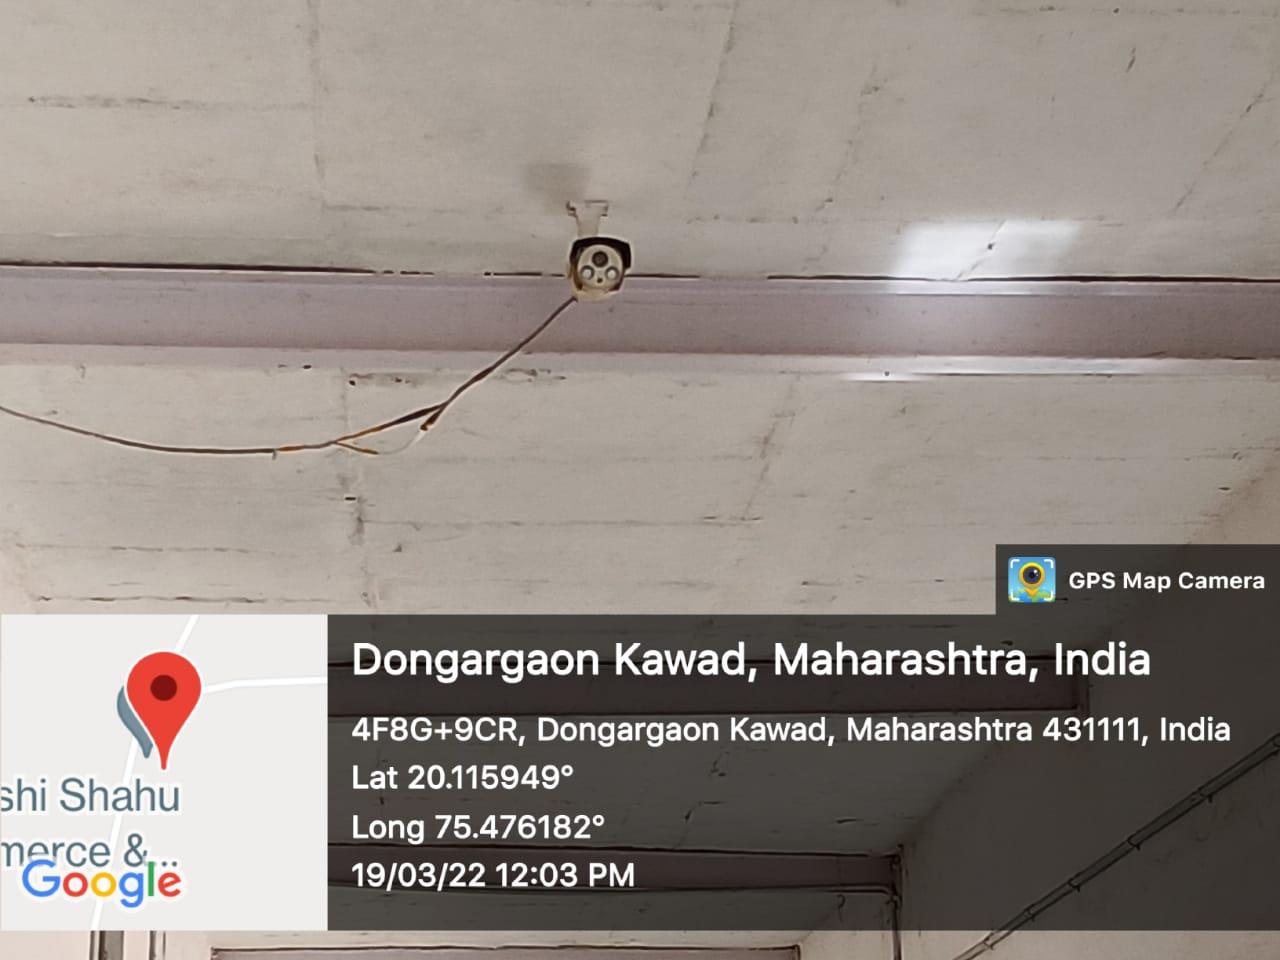 GPS Map Camera
Dongargaon Kawad, Maharashtra, India
4F8G+9CR, Dongargaon Kawad, Maharashtra 431111, India
Lat 20.115949°
Long 75.476182°
19/03/22 12:03 PM
shi Shahu
merce &...
Google